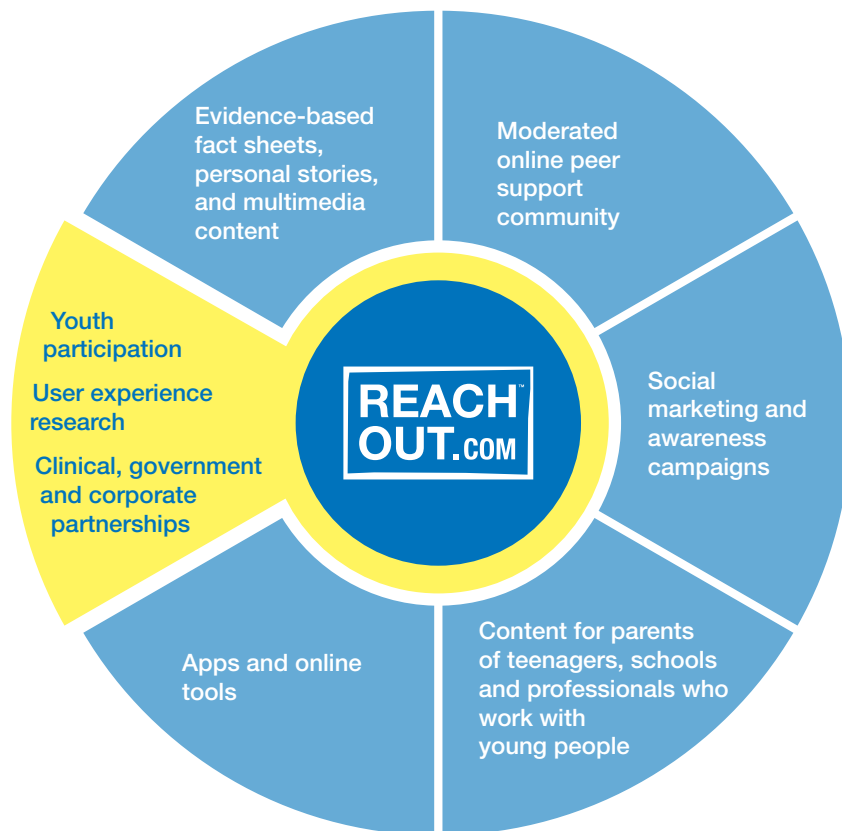 Evidence-based
fact sheets,
personal stories,
and multimedia
content
Moderated
online peer
support
community
Youth
participation
User experience
research
Clinical, government
and corporate
partnerships
REACH™
OUT.COM
Social
marketing and
awareness
campaigns
Apps and online
tools
Content for parents
of teenagers, schools
and professionals who
work with
young people